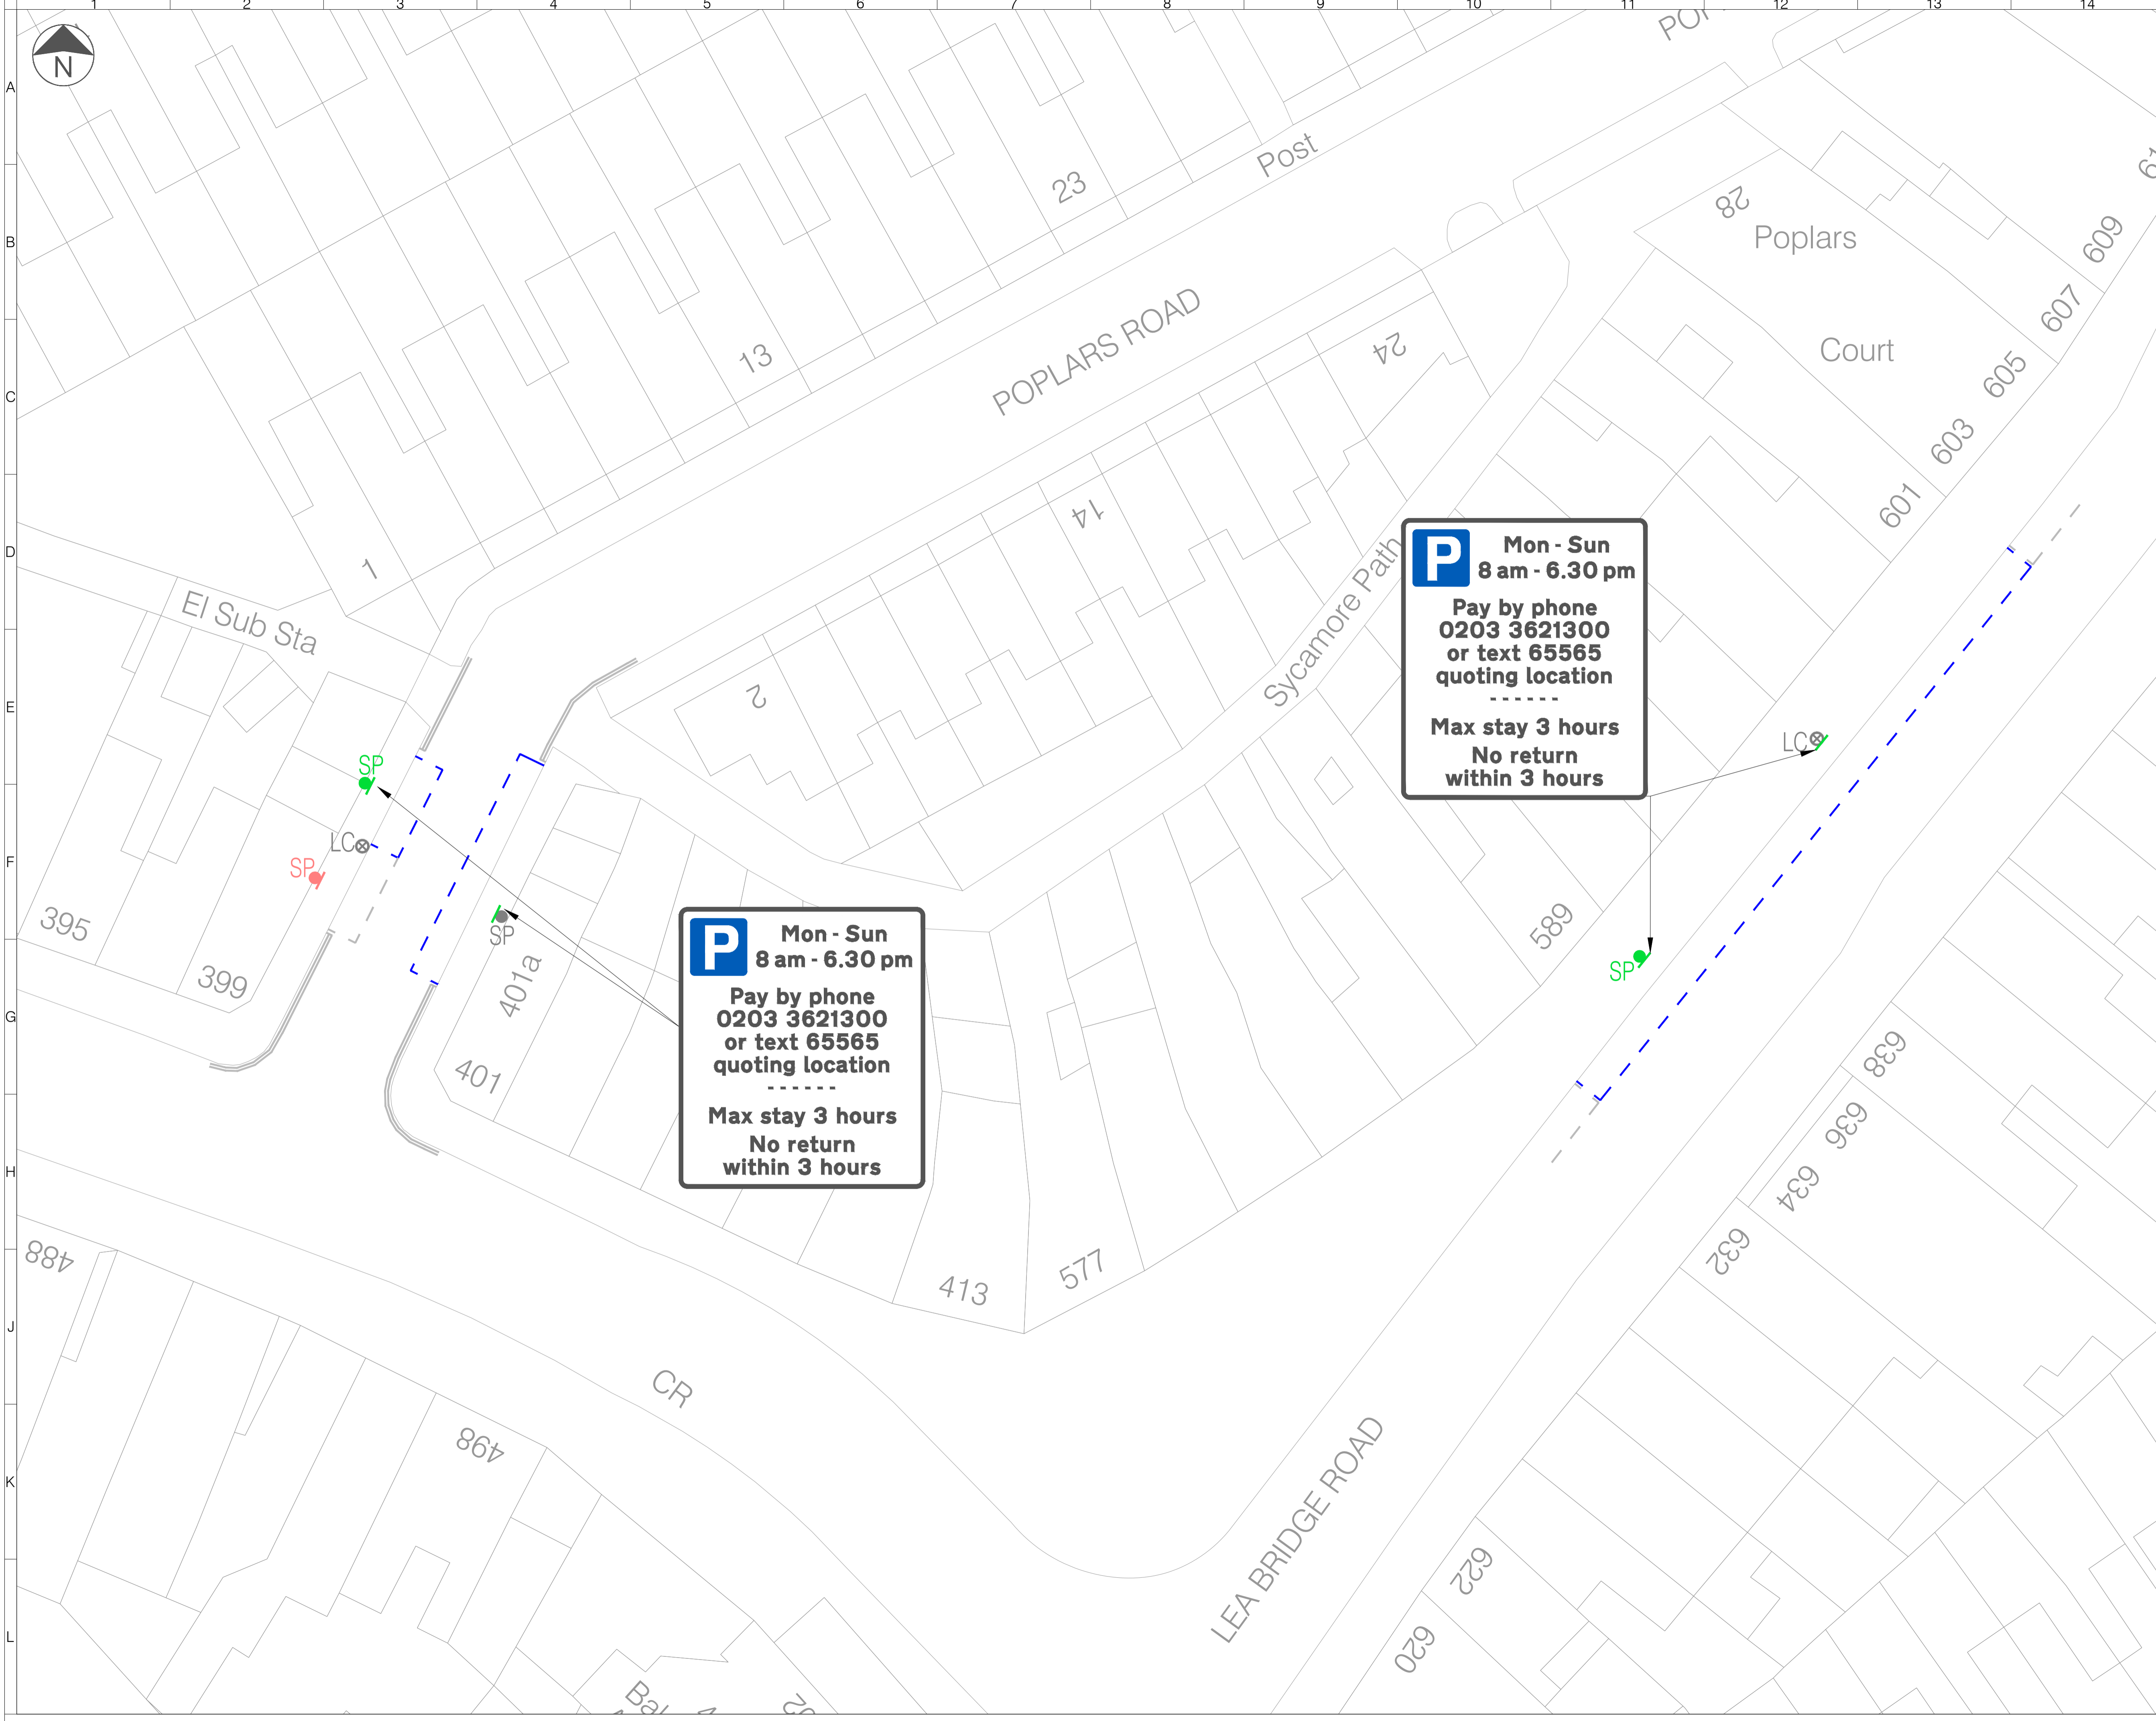 1 2 3 4 5 6 7 8 9 10 11 12 13 14
A
B
C
D
E
F
G
H
J
K
L
N
Post
23
28
Poplars
Court
609
607
605
603
601
13
POPLARS ROAD
24
14
1
El Sub Sta
2
Sycamore Path
P
Mon - Sun
8 am - 6.30 pm
Pay by phone
0203 3621300
or text 65565
quoting location
------
Max stay 3 hours
No return
within 3 hours
LC
SP
LC
SP
395
399
SP
401a
401
P
Mon - Sun
8 am - 6.30 pm
Pay by phone
0203 3621300
or text 65565
quoting location
------
Max stay 3 hours
No return
within 3 hours
589
SP
638
636
634
632
488
413
577
CR
498
LEA BRIDGE ROAD
622
620